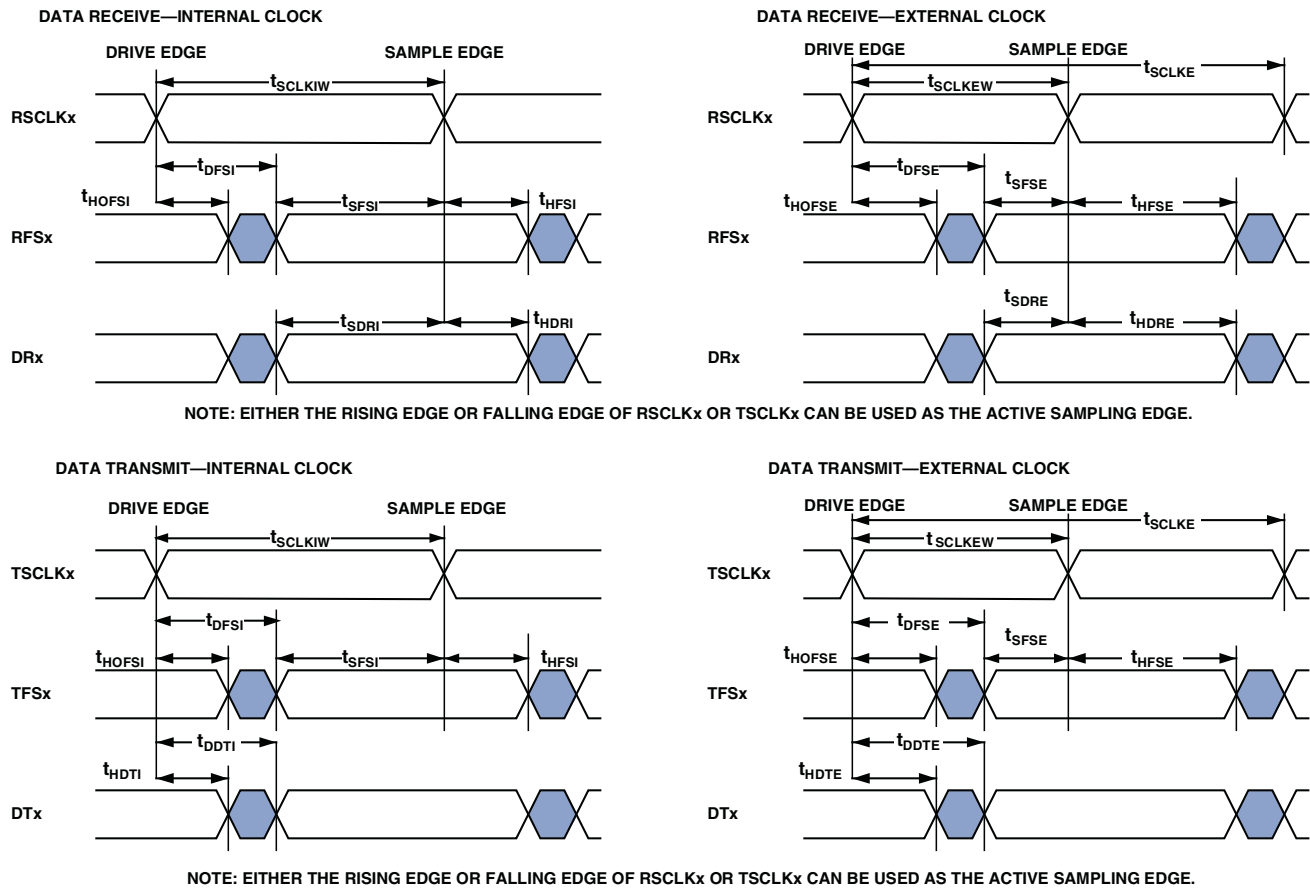 DATA RECEIVE—INTERNAL CLOCK
DRIVE EDGE
SAMPLE EDGE
tSCLKIW
RSCLKx
tDFSI
tHOFSI
tSFSI
tHFSI
RFSx
tSDRI
tHDRI
DRx
DATA RECEIVE—EXTERNAL CLOCK
DRIVE EDGE
SAMPLE EDGE
tSCLKE
tSCLKEW
RSCLKx
tDFSE
tSFSE
tHOFSE
tHFSE
RFSx
tSDRE
tHDRE
DRx
NOTE: EITHER THE RISING EDGE OR FALLING EDGE OF RSCLKx OR TSCLKx CAN BE USED AS THE ACTIVE SAMPLING EDGE.
DATA TRANSMIT—INTERNAL CLOCK
DRIVE EDGE
SAMPLE EDGE
tSCLKIW
TSCLKx
tDFSI
tHOFSI
tSFSI
tHFSI
TFSx
tDDTI
tHDTI
DTx
DATA TRANSMIT—EXTERNAL CLOCK
DRIVE EDGE
SAMPLE EDGE
tSCLKE
tSCLKEW
TSCLKx
tDFSE
tSFSE
tHOFSE
tHFSE
TFSx
tDDTE
tHDTE
DTx
NOTE: EITHER THE RISING EDGE OR FALLING EDGE OF RSCLKx OR TSCLKx CAN BE USED AS THE ACTIVE SAMPLING EDGE.